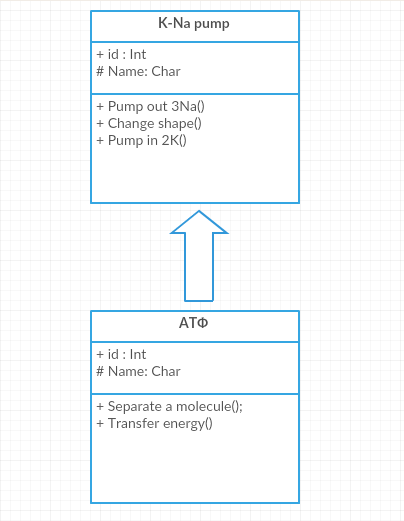 K-Na pump
+ id : Int
# Name: Char
+ Pump out 3Na()
+ Change shape()
+ Pump in 2K()
АТФ
+ id : Int
# Name: Char
+ Separate a molecule();
+ Transfer energy()